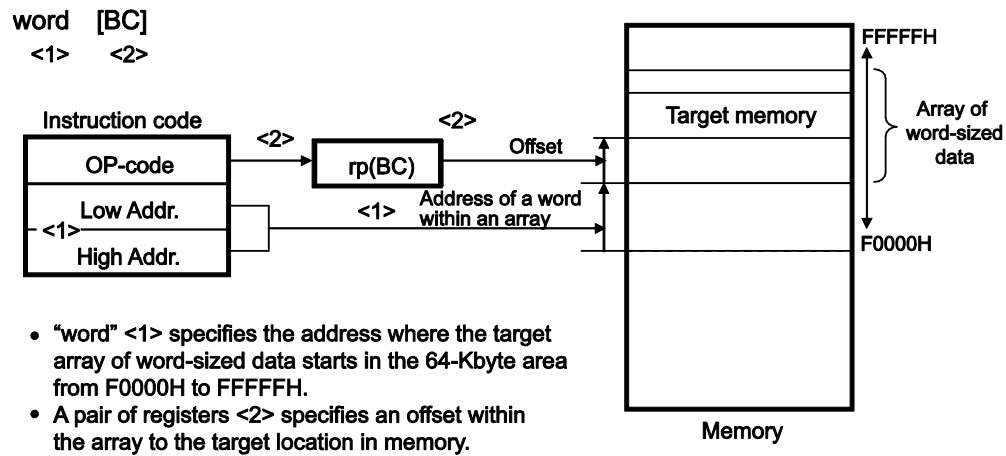 word [BC]
<1> <2>
Instruction code
OP-code
Low Addr.
<1>
High Addr.
<2>
rp(BC)
<2>
Offset
<1>
Address of a word
within an array
Target memory
FFFFFH
Array of
word-sized
data
F0000H
Memory
• “word” <1> specifies the address where the target
array of word-sized data starts in the 64-Kbyte area
from F0000H to FFFFFH.
• A pair of registers <2> specifies an offset within
the array to the target location in memory.